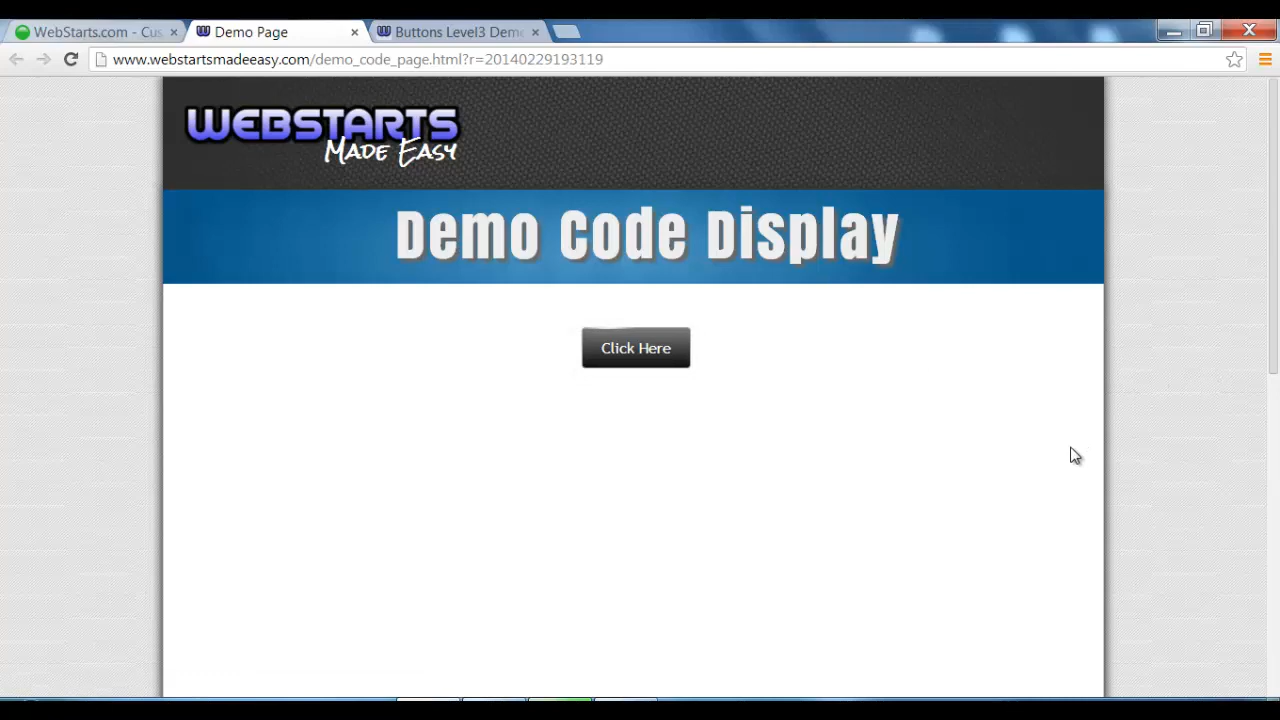 WebStarts.com - Cus
Demo Page
Buttons Level3 Dem
www.webstartsmadeeasy.com/demo_code_page.html?r=20140229193119
WEBSTARTS
Made Easy
Demo Code Display
Click Here